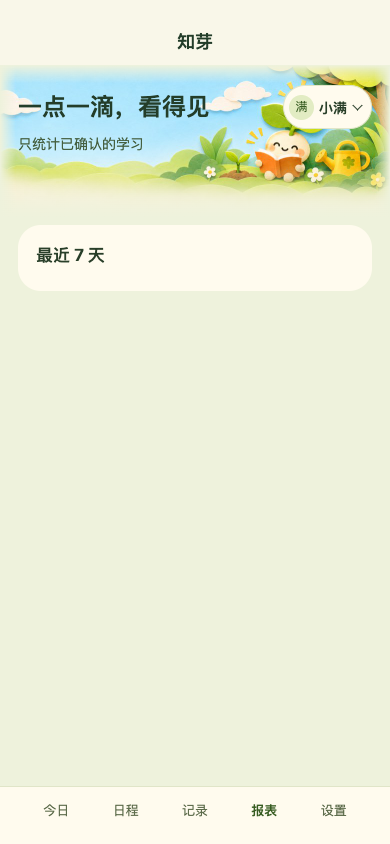 知芽
一点一滴，看得见
满 小满
只统计已确认的学习
最近 7 天
今日 日程 记录 报表 设置